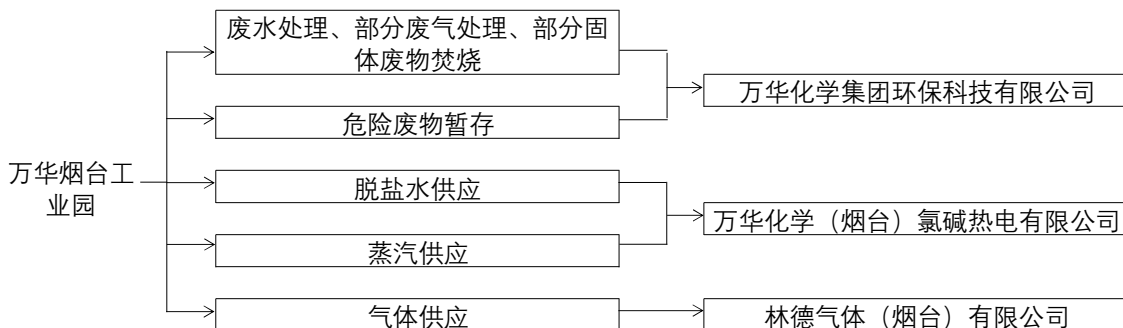 废水处理、部分废气处理、部分固
体废物焚烧
万华化学集团环保科技有限公司
危险废物暂存
万华烟台工
业园
脱盐水供应
万华化学（烟台）氯碱热电有限公司
蒸汽供应
气体供应
林德气体（烟台）有限公司